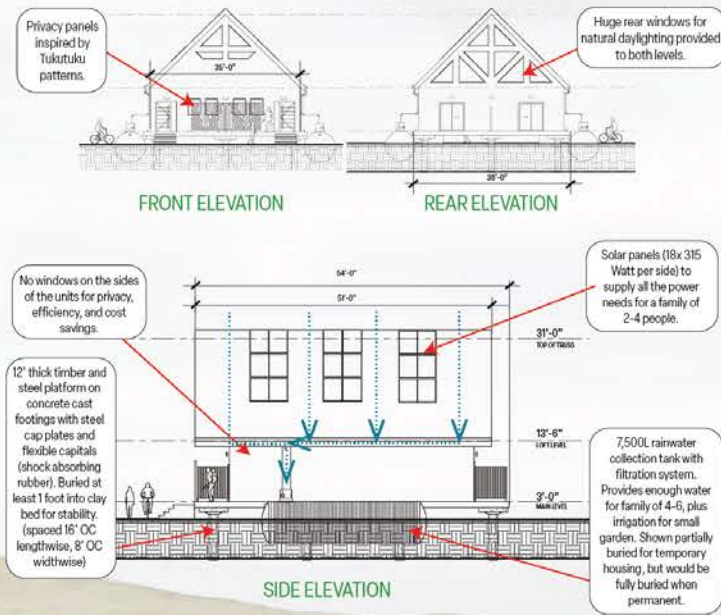 Privacy panels
inspired by
Tukutuku
patterns.
35'-0"
Huge rear windows for
natural daylighting provided
to both levels.
FRONT ELEVATION
REAR ELEVATION
No windows on the sides
of the units for privacy,
efficiency, and cost
savings.
54'-0"
51'-0"
Solar panels (18x 315
Watt per side) to
supply all the power
needs for a family of
2-4 people.
31'-0"
TOP OF TRUSS
12' thick timber and
steel platform on
concrete cast
footings with steel
cap plates and
flexible capitals
(shock absorbing
rubber). Buried at
least 1 foot into clay
bed for stability.
(spaced 16' OC
lengthwise, 8' OC
widthwise)
13'-6"
LOFT LEVEL
3'-0"
MAIN LEVEL
7,500L rainwater
collection tank with
filtration system.
Provides enough water
for family of 4-6, plus
irrigation for small
garden. Shown partially
buried for temporary
housing, but would be
fully buried when
permanent.
SIDE ELEVATION